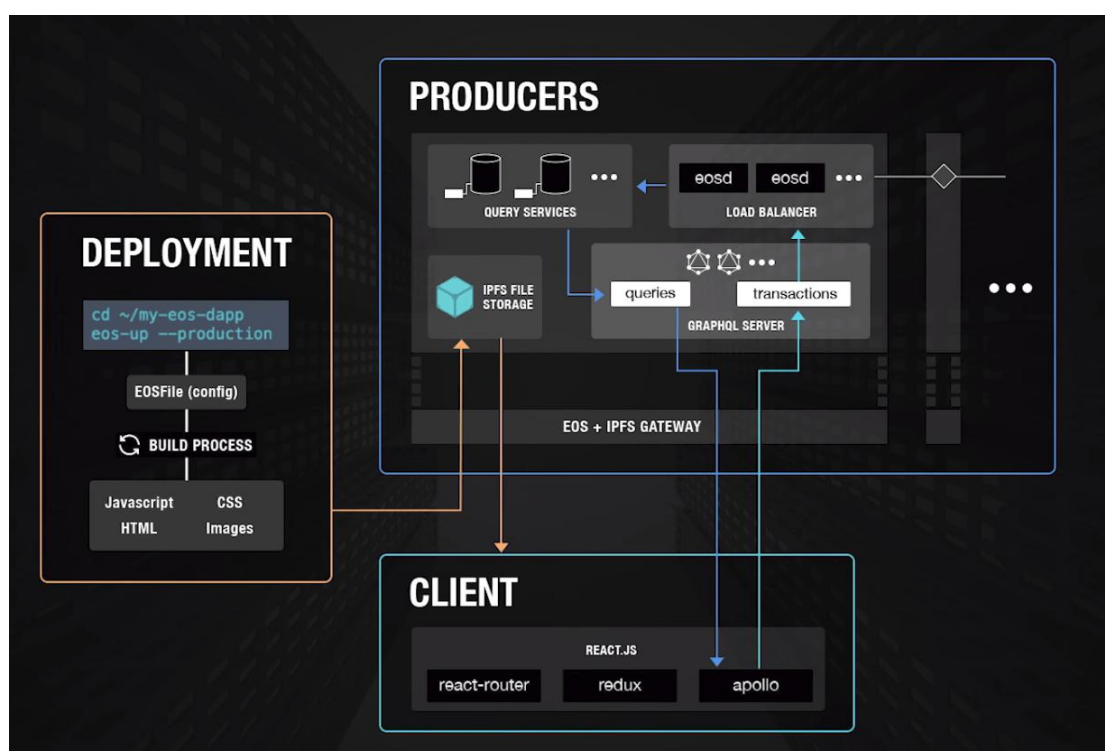 PRODUCERS
eosd eosd
QUERY SERVICES
LOAD BALANCER
IPFS FILE
STORAGE
queries
transactions
GRAPHQL SERVER
EOS + IPFS GATEWAY
DEPLOYMENT
cd ~/my-eos-dapp
eos-up --production
EOSFile (config)
BUILD PROCESS
Javascript CSS
HTML Images
CLIENT
REACT.JS
react-router redux apollo